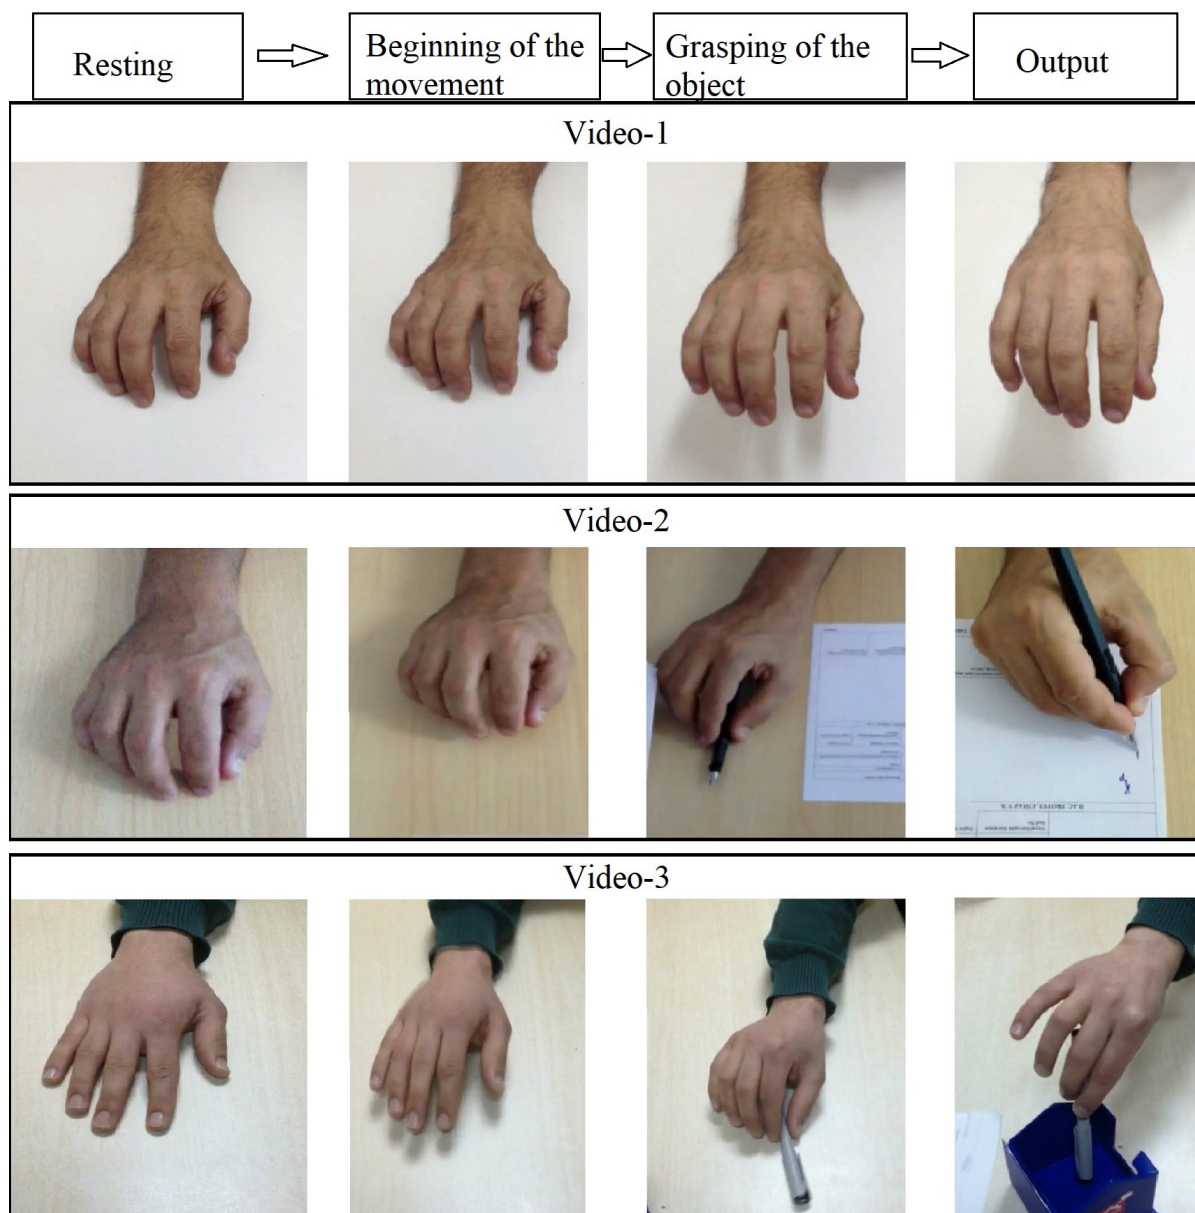 Resting
Beginning of the
movement
Grasping of the
object
Output
Video-1
Video-2
Video-3